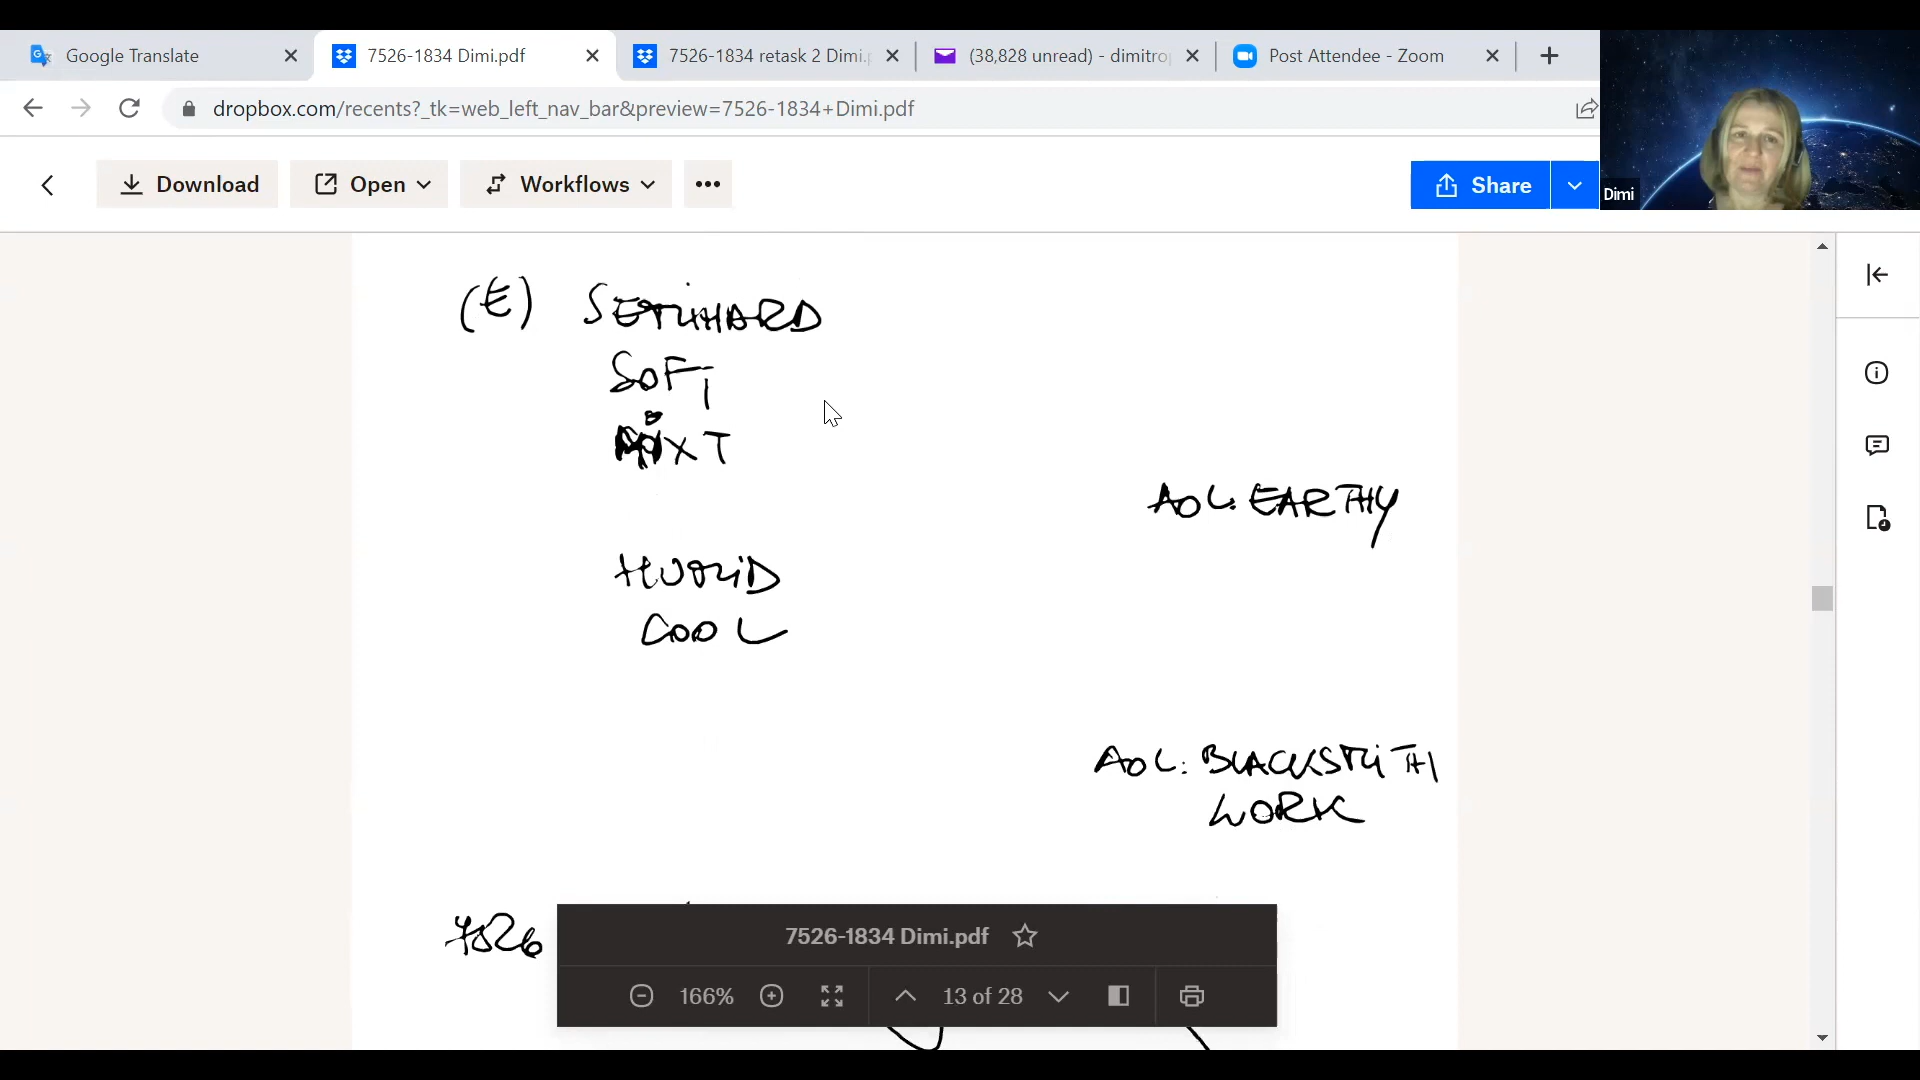 Google Translate
7526-1834 Dimi.pdf
7526-1834 retask 2 Dimi.p
(38,828 unread) - dimitrop
Post Attendee - Zoom
dropbox.com/recents?_tk=web_left_nav_bar&preview=7526-1834+Dimi.pdf
Download
Open
Workflows
Share
Dimi
(E) SEMIHARD
SOFT
MIXT
AOL: EARTHY
HUMID
COOL
AOL: BLACKSMITH
WORK
7526
7526-1834 Dimi.pdf
166%
13 of 28